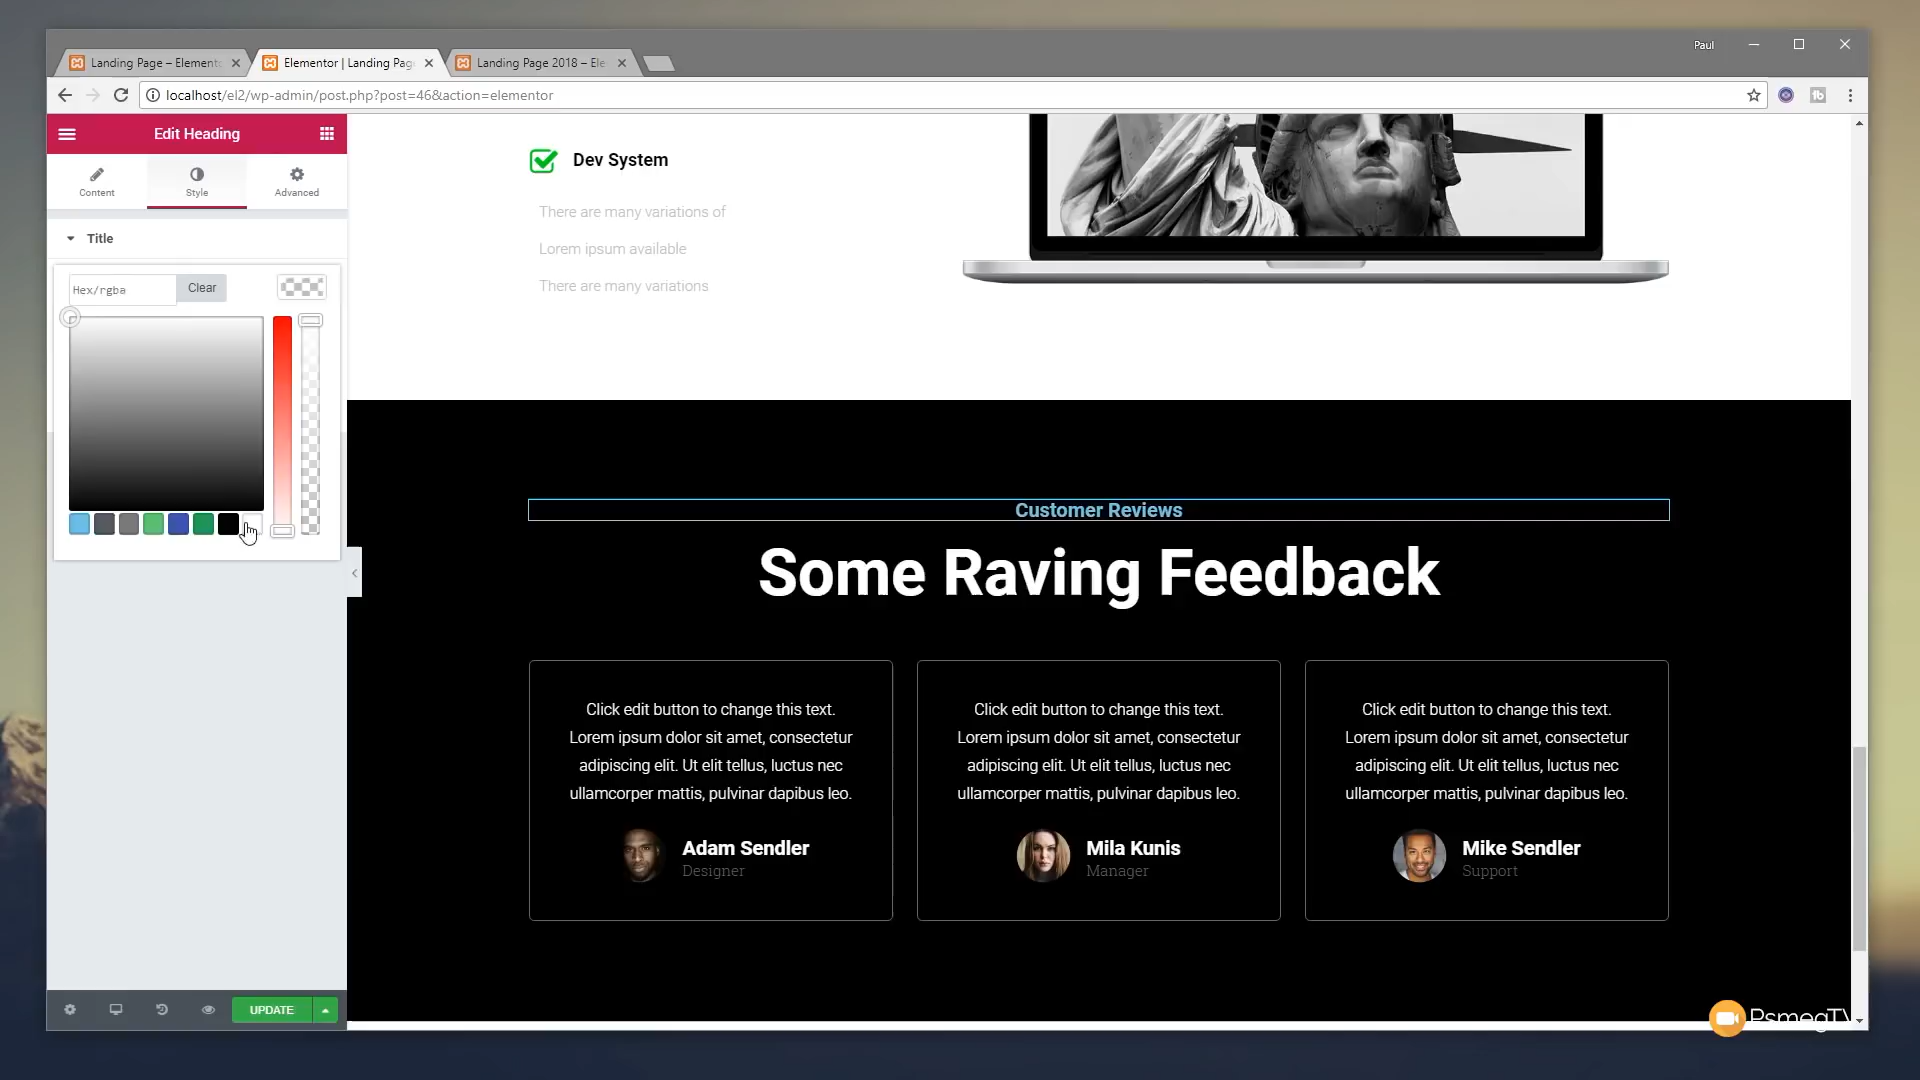 Paul
Landing Page – Element
Elementor | Landing Pag
Landing Page 2018 – Ele
localhost/el2/wp-admin/post.php?post=46&action=elementor
Edit Heading
Content
Style
Advanced
Title
Hex/rgba
Clear
UPDATE
Dev System
There are many variations of
Lorem ipsum available
There are many variations
Customer Reviews
Some Raving Feedback
Click edit button to change this text.
Lorem ipsum dolor sit amet, consectetur
adipiscing elit. Ut elit tellus, luctus nec
ullamcorper mattis, pulvinar dapibus leo.
Adam Sendler
Designer
Click edit button to change this text.
Lorem ipsum dolor sit amet, consectetur
adipiscing elit. Ut elit tellus, luctus nec
ullamcorper mattis, pulvinar dapibus leo.
Mila Kunis
Manager
Click edit button to change this text.
Lorem ipsum dolor sit amet, consectetur
adipiscing elit. Ut elit tellus, luctus nec
ullamcorper mattis, pulvinar dapibus leo.
Mike Sendler
Support
PsmegTV